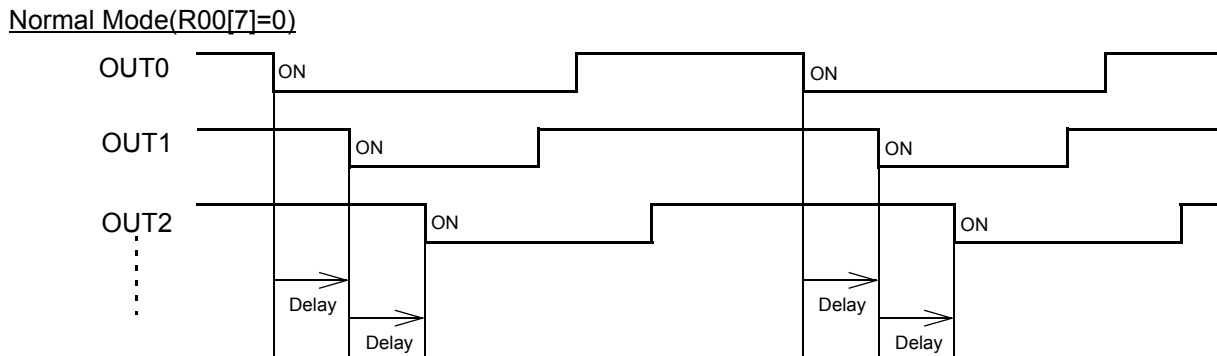 Normal Mode(R00[7]=0)
OUT0 ON ON
OUT1 ON ON
OUT2 ON ON
Delay Delay
Delay Delay